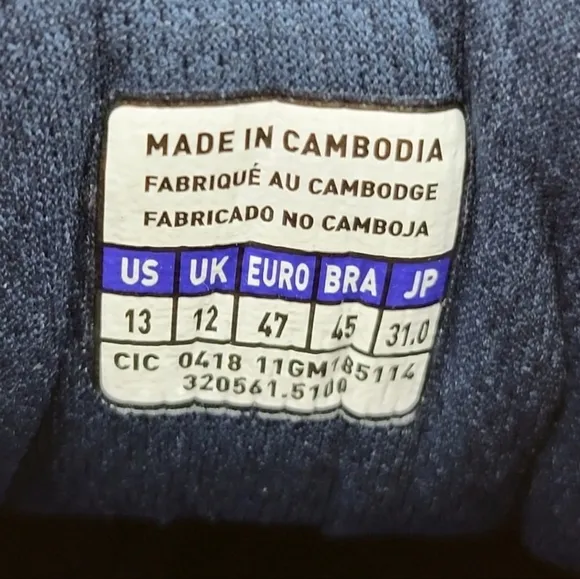 MADE IN CAMBODIA
FABRIQUÉ AU CAMBODGE
FABRICADO NO CAMBOJA
US UK EURO BRA JP
13 12 47 45 31.0
CIC 0418 11GM185114
320561.5100